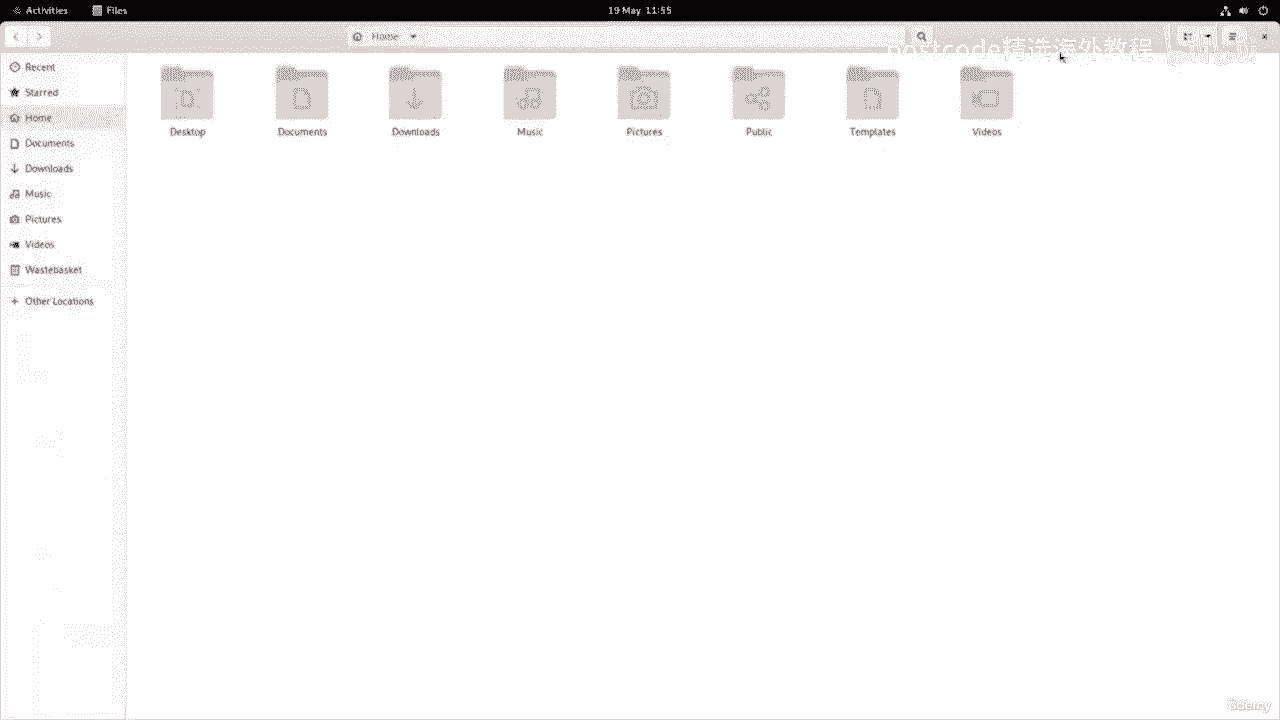 Activities Files 19 May 11:55
Home
postcode精选海外教程
Recent
Starred
Home
Documents
Downloads
Music
Pictures
Videos
Wastebasket
Other Locations
Desktop Documents Downloads Music Pictures Public Templates Videos
ûdemy